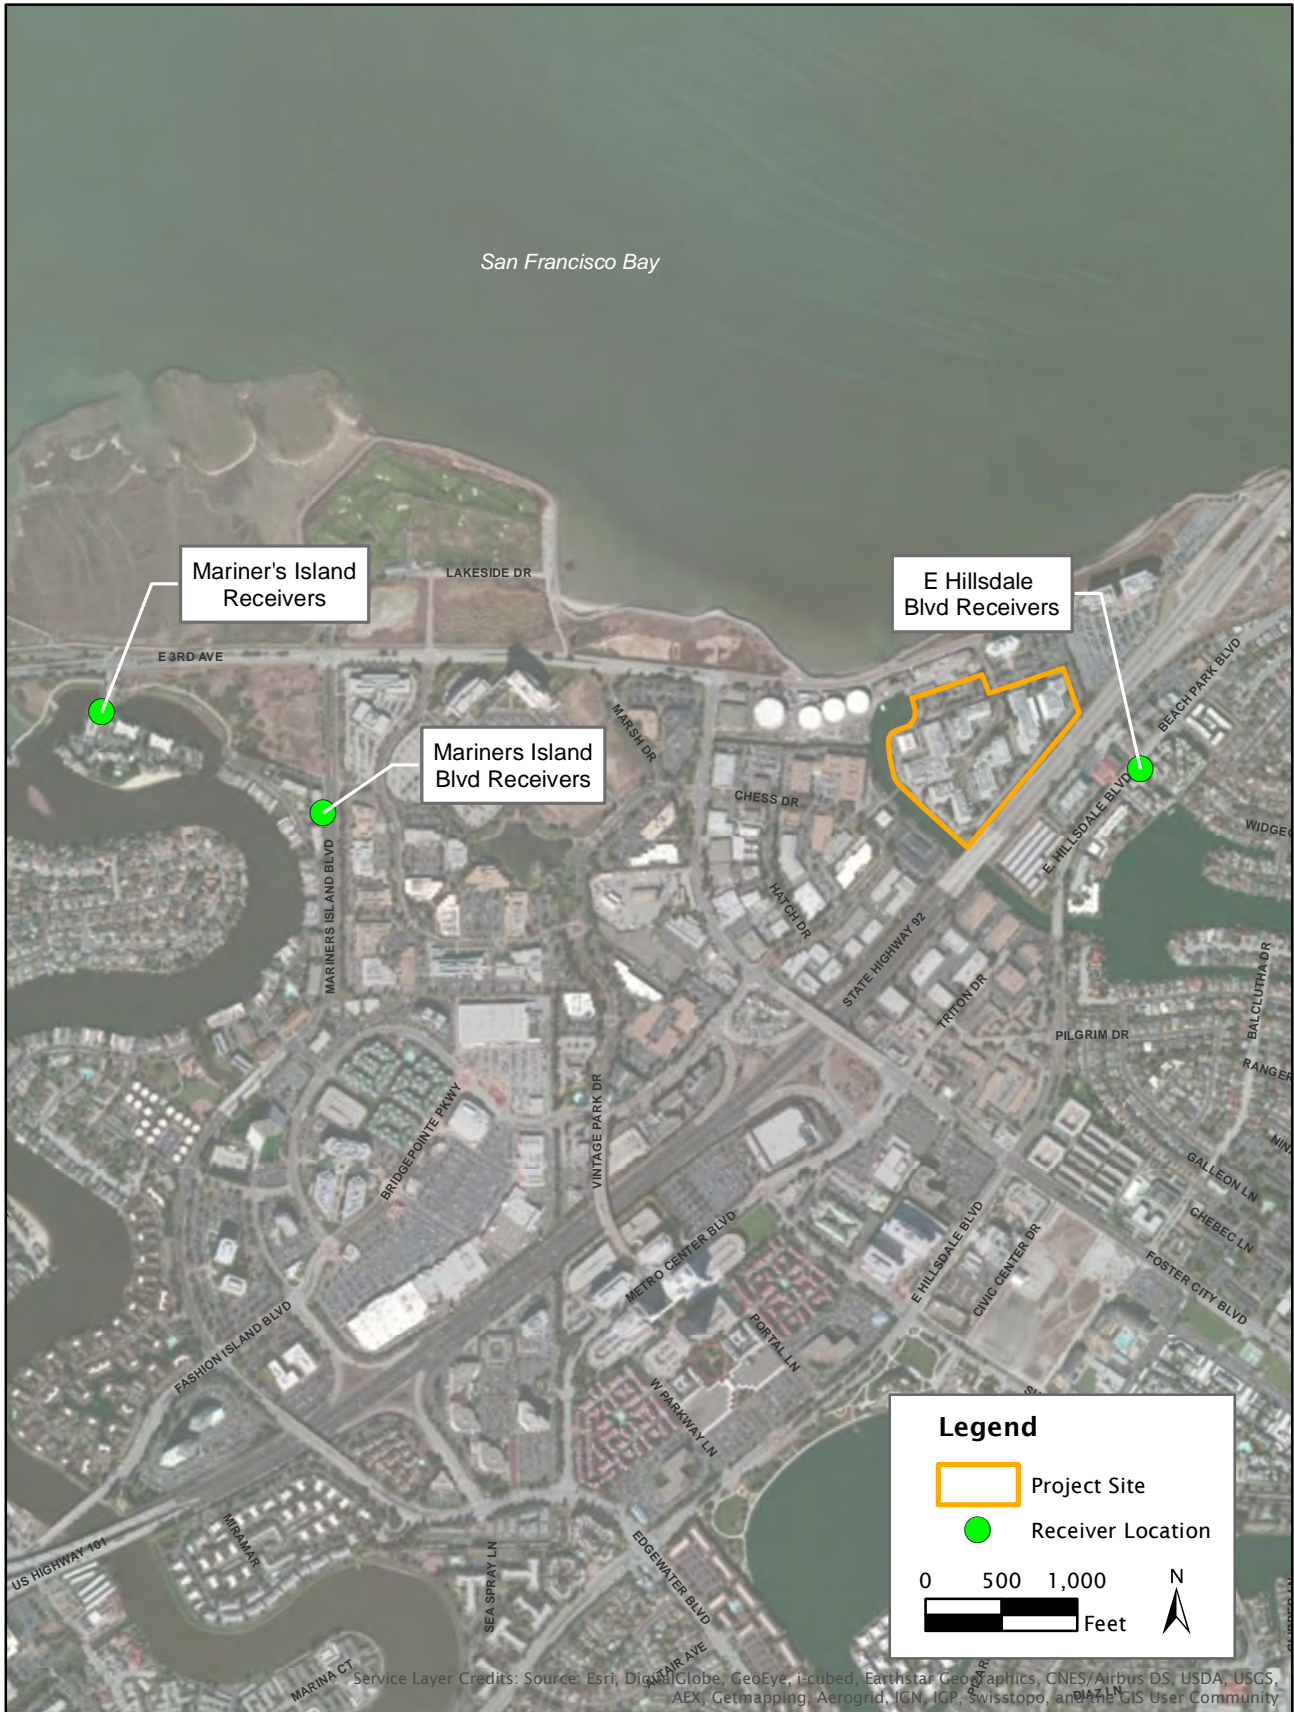 San Francisco Bay
LAKESIDE DR
Mariner's Island
Receivers
E Hillsdale
Blvd Receivers
E 3RD AVE
BEACH PARK BLVD
MARSH DR
Mariners Island
Blvd Receivers
CHESS DR
E. HILLSDALE BLVD
MARINERS ISLAND BLVD
HATCH DR
STATE HIGHWAY 92
TRITON DR
BALCLUTHA DR
PILGRIM DR
RANGER
BRIDGEPOINTE PKWY
VINTAGE PARK DR
GALLEON LN
CHEBEC LN
METRO CENTER BLVD
E HILLSDALE BLVD
CIVIC CENTER DR
FOSTER CITY BLVD
PORTAL LN
FASHION ISLAND BLVD
W PARKWAY LN
Legend
Project Site
Receiver Location
0 500 1,000
Feet
N
MIRAMAR
US HIGHWAY 101
SEA SPRAY LN
EDGEWATER BLVD
ALTAIR AVE
MARINA CT
DIAZ LN
Service Layer Credits: Source: Esri, DigitalGlobe, GeoEye, i-cubed, Earthstar Geographics, CNES/Airbus DS, USDA, USGS,
AEX, Getmapping, Aerogrid, IGN, IGP, swisstopo, and the GIS User Community